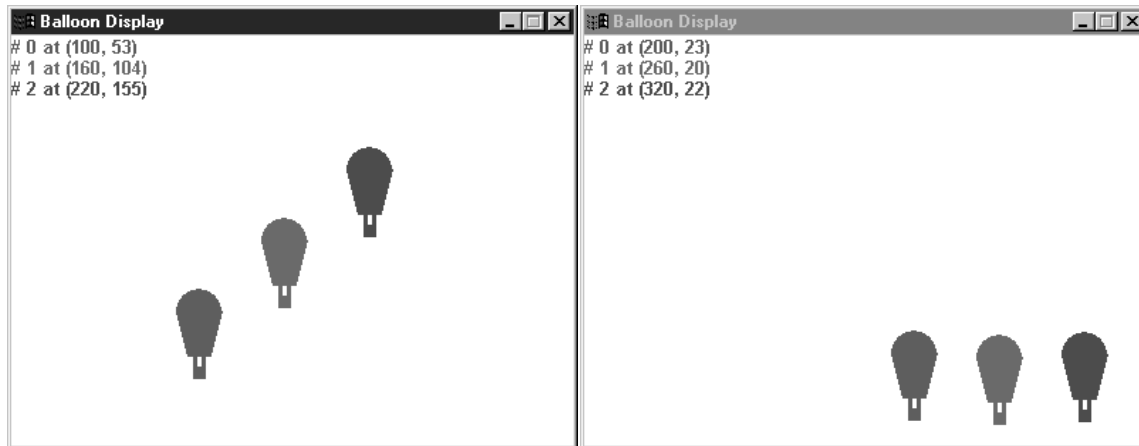 Balloon Display
# 0 at (100, 53)
# 1 at (160, 104)
# 2 at (220, 155)
Balloon Display
# 0 at (200, 23)
# 1 at (260, 20)
# 2 at (320, 22)